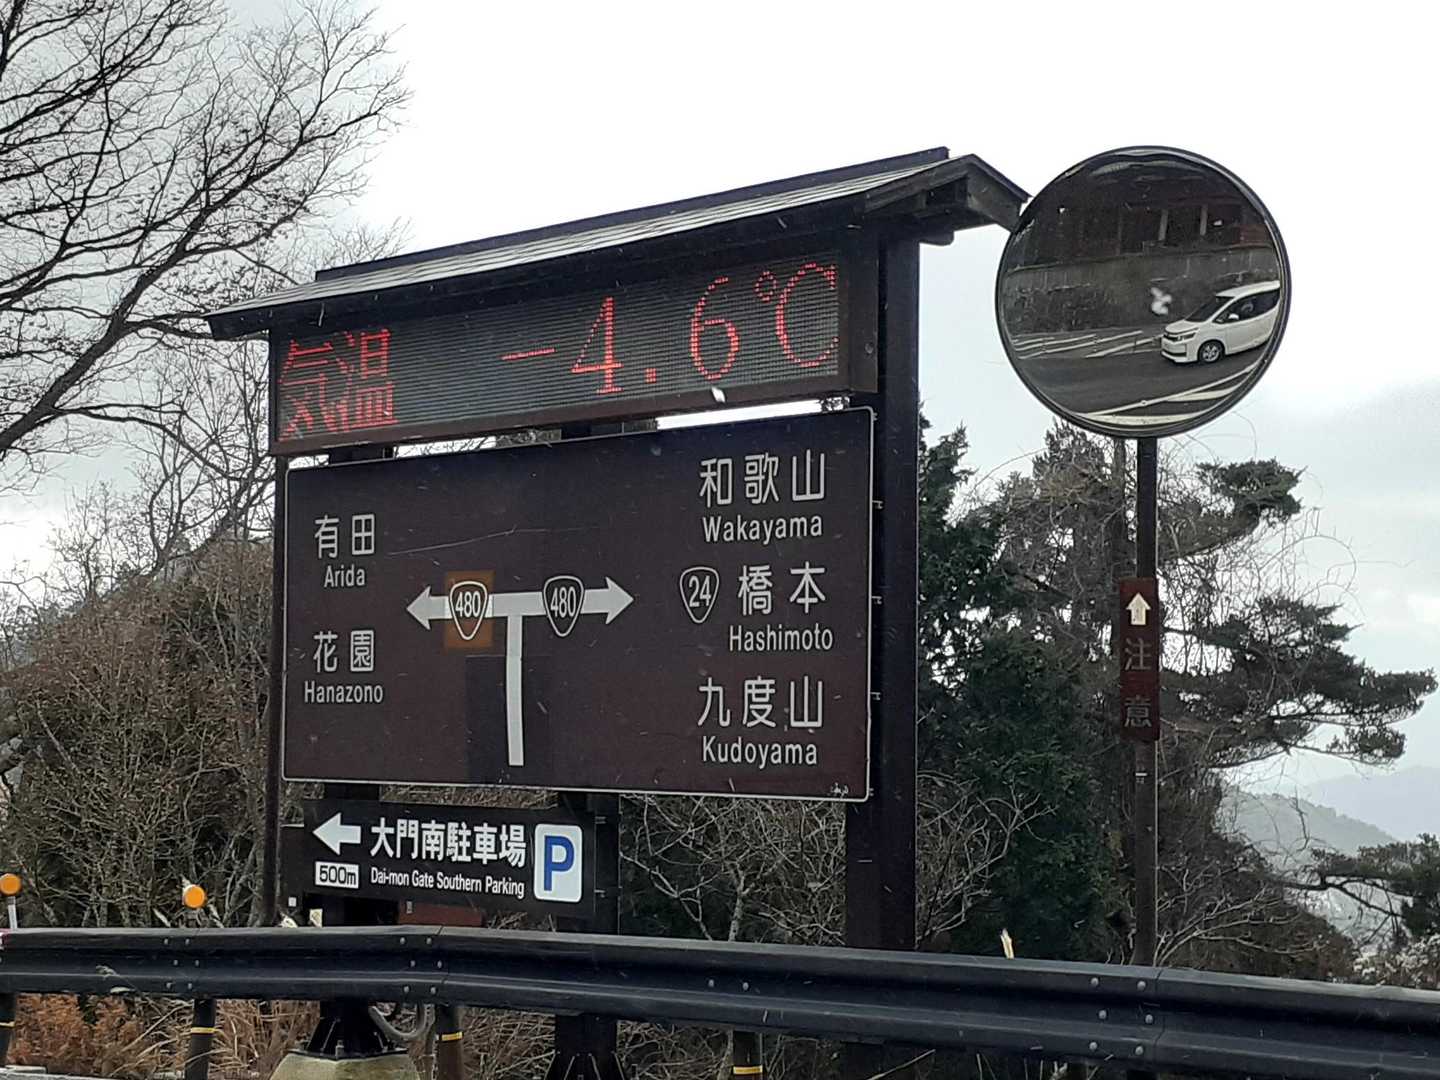 気温 -4.6℃
有田
Arida
花園
Hanazono
480
480
和歌山
Wakayama
24 橋本
Hashimoto
九度山
Kudoyama
大門南駐車場 P
500m Dai-mon Gate Southern Parking
注意